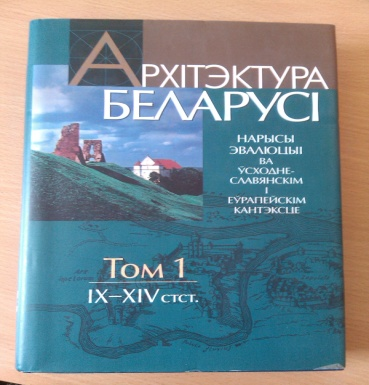 АРХІТЭКТУРА
БЕЛАРУСІ
НАРЫСЫ
ЭВАЛЮЦЫІ
ВА
ЎСХОДНЕ-
СЛАВЯНСКІМ
І
ЕЎРАПЕЙСКІМ
КАНТЭКСЦЕ
ТОМ 1
IX–XIV СТСТ.